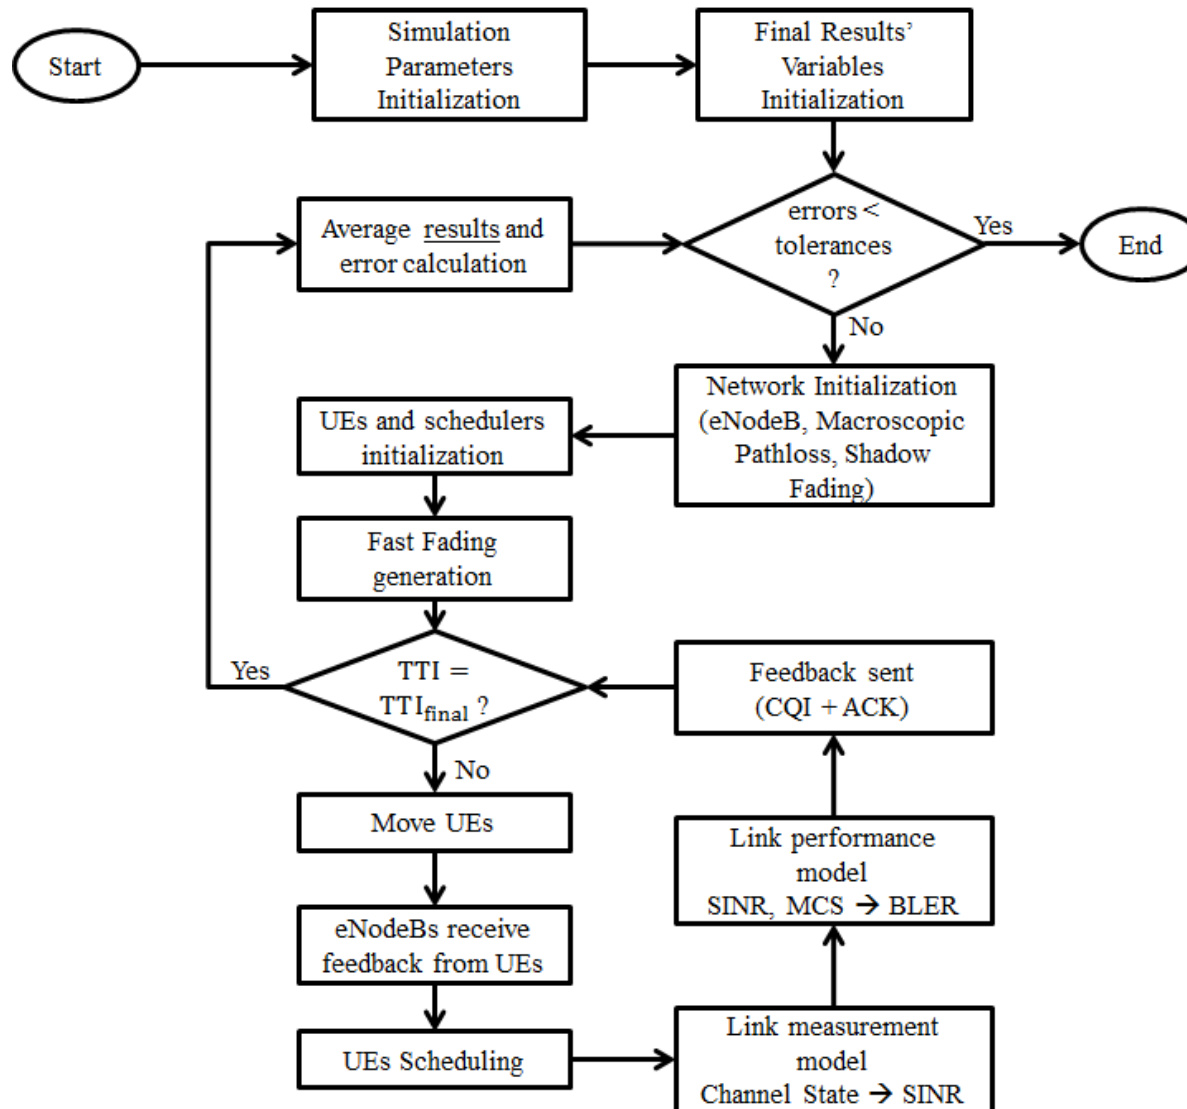 Start
Simulation
Parameters
Initialization
Final Results'
Variables
Initialization
Average results and
error calculation
errors <
tolerances
?
Yes
End
No
Network Initialization
(eNodeB, Macroscopic
Pathloss, Shadow
Fading)
UEs and schedulers
initialization
Fast Fading
generation
Yes
TTI =
TTIfinal ?
Feedback sent
(CQI + ACK)
No
Move UEs
Link performance
model
SINR, MCS → BLER
eNodeBs receive
feedback from UEs
UEs Scheduling
Link measurement
model
Channel State → SINR